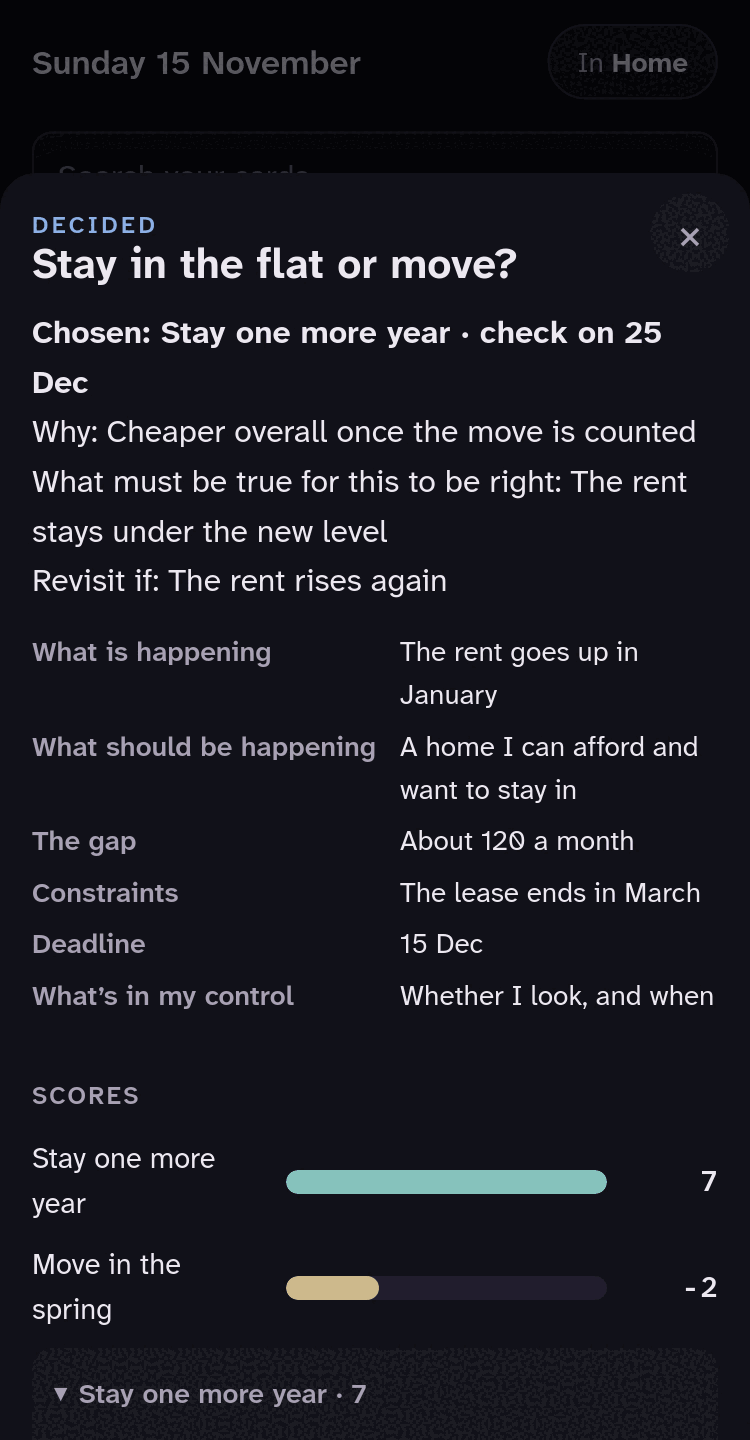 Sunday 15 November
In Home
Search your cards
DECIDED
Stay in the flat or move?
×
Chosen: Stay one more year · check on 25
Dec
Why: Cheaper overall once the move is counted
What must be true for this to be right: The rent
stays under the new level
Revisit if: The rent rises again
What is happening
The rent goes up in
January
What should be happening
A home I can afford and
want to stay in
The gap
About 120 a month
Constraints
The lease ends in March
Deadline
15 Dec
What’s in my control
Whether I look, and when
SCORES
Stay one more
year
7
Move in the
spring
-2
▼ Stay one more year · 7